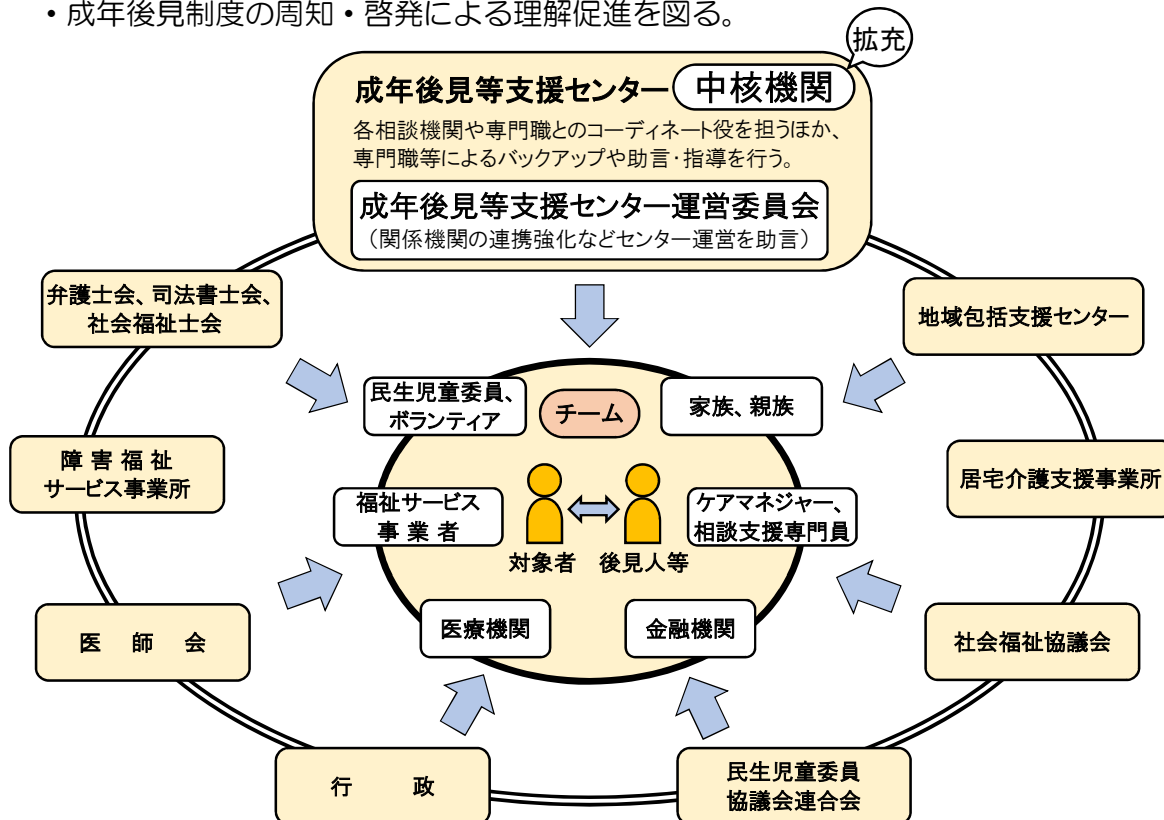 ・成年後見制度の周知・啓発による理解促進を図る。
拡充
成年後見等支援センター 中核機関
各相談機関や専門職とのコーディネート役を担うほか、
専門職等によるバックアップや助言・指導を行う。
成年後見等支援センター運営委員会
（関係機関の連携強化などセンター運営を助言）
弁護士会、司法書士会、
社会福祉士会
地域包括支援センター
民生児童委員、
ボランティア
チーム
家族、親族
障害福祉
サービス事業所
居宅介護支援事業所
福祉サービス
事業者
ケアマネジャー、
相談支援専門員
対象者 後見人等
医師会
医療機関
金融機関
社会福祉協議会
行政
民生児童委員
協議会連合会